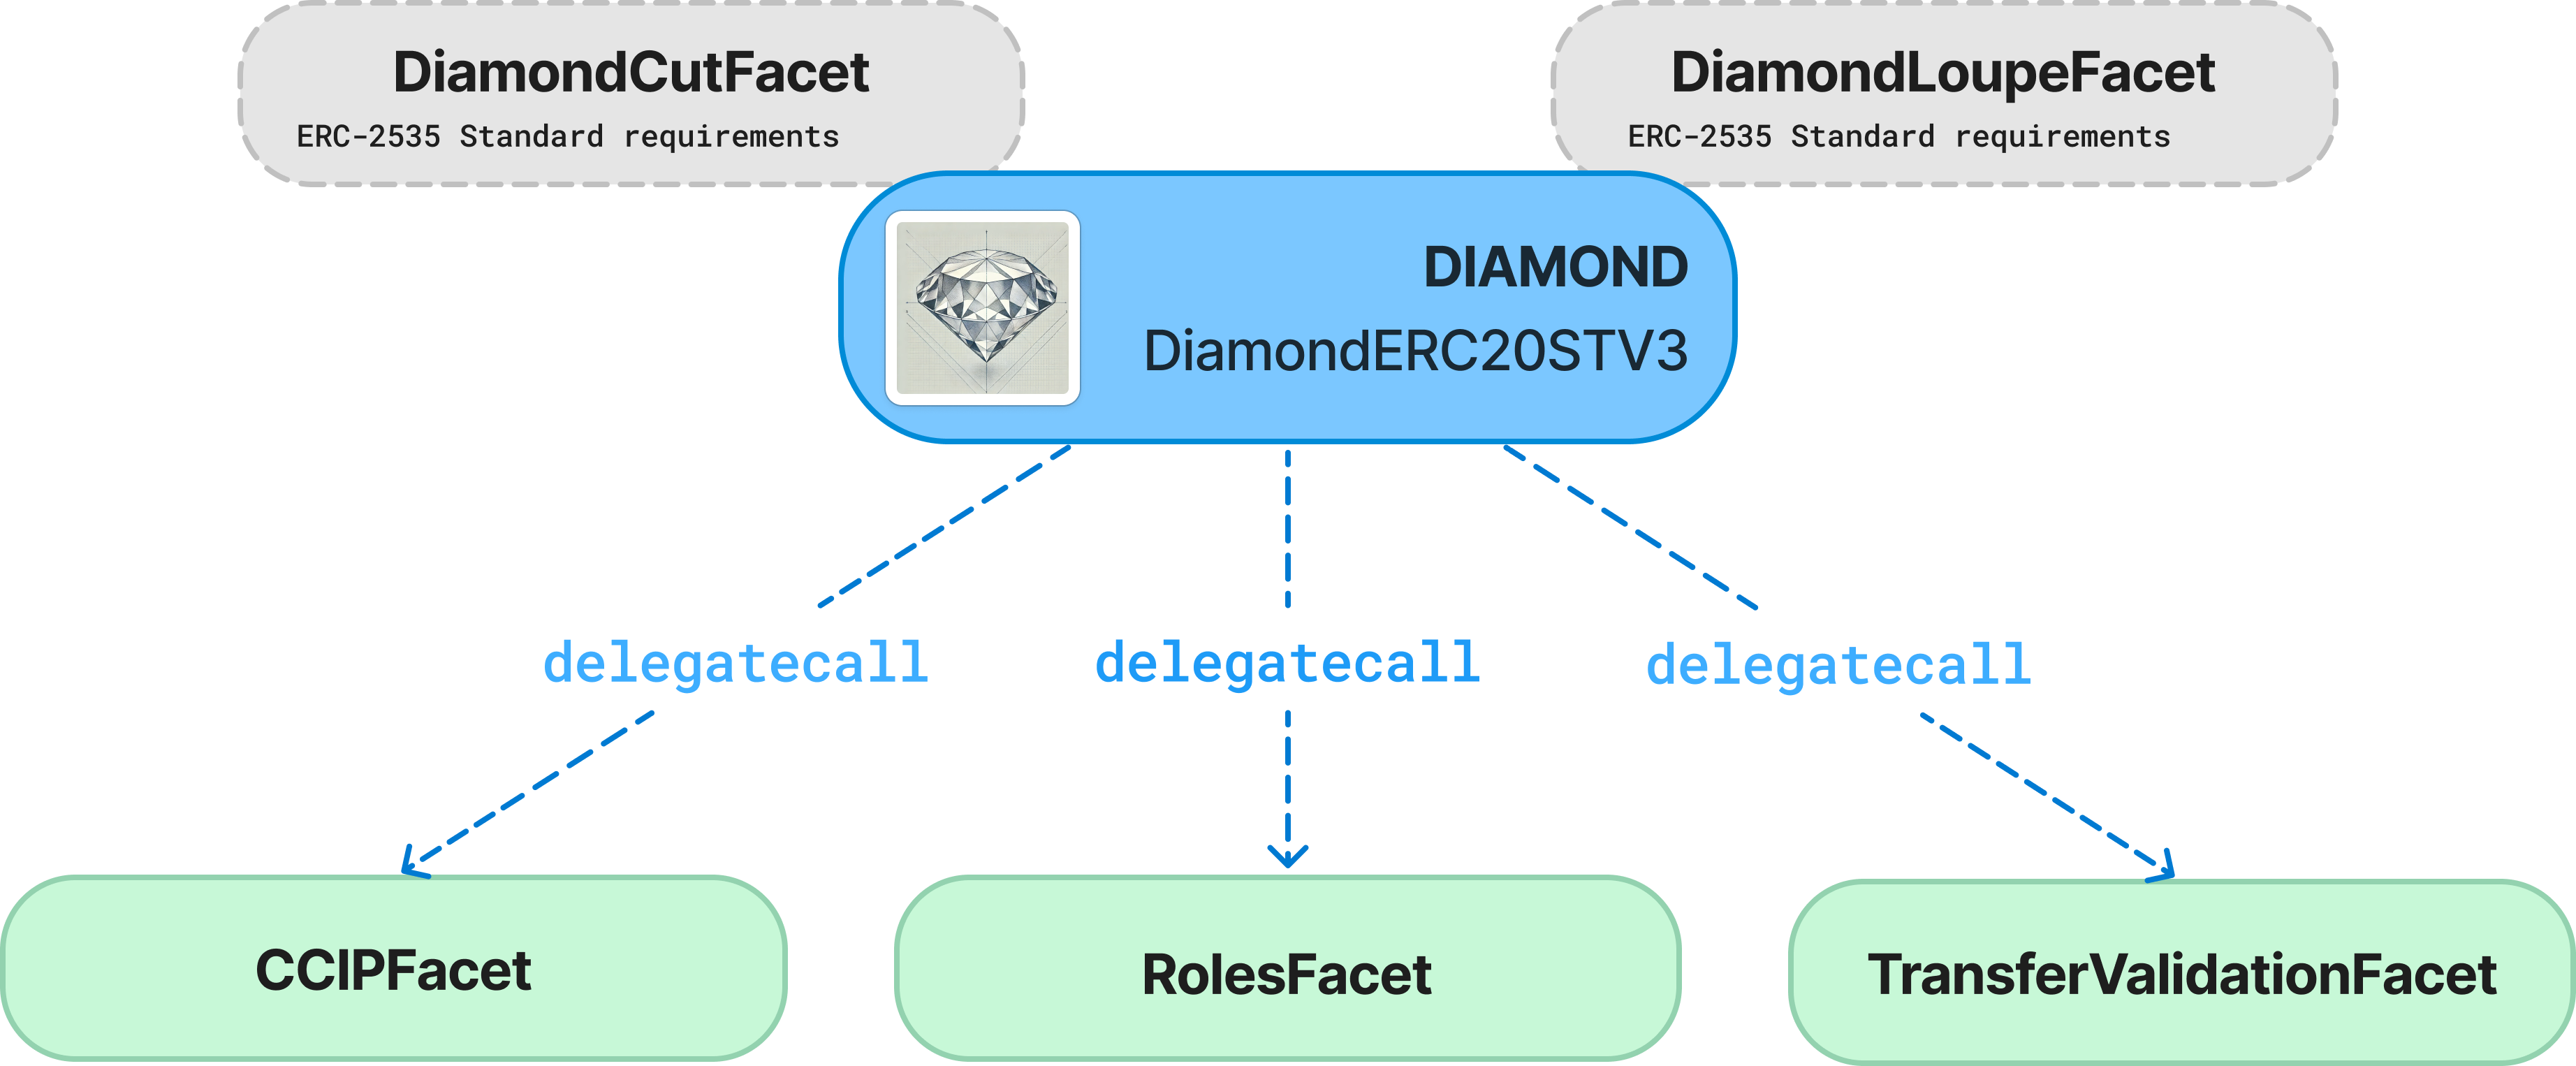 DiamondCutFacet
ERC-2535 Standard requirements
DiamondLoupeFacet
ERC-2535 Standard requirements
DIAMOND
DiamondERC20STV3
delegatecall
delegatecall
delegatecall
CCIPFacet
RolesFacet
TransferValidationFacet